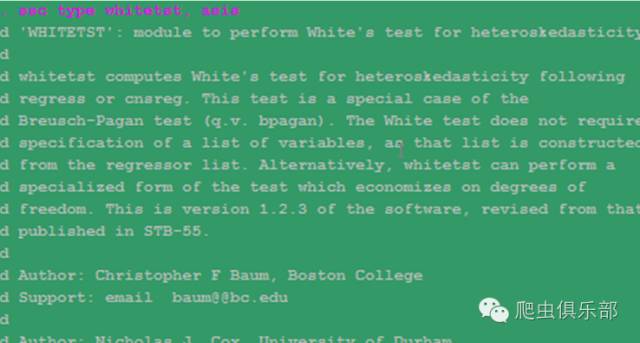 . ssc type whitetst, asis
d 'WHITETST': module to perform White's test for heteroskedasticity
d
d whitetst computes White's test for heteroskedasticity following
d regress or cnsreg. This test is a special case of the
d Breusch-Pagan test (q.v. bpagan). The White test does not require
d specification of a list of variables, as that list is constructed
d from the regressor list. Alternatively, whitetst can perform a
d specialized form of the test which economizes on degrees of
d freedom. This is version 1.2.3 of the software, revised from that
d published in STB-55.
d
d Author: Christopher F Baum, Boston College
d Support: email baum@@bc.edu
d
d Author: Nicholas J. Cox, University of Durham
爬虫俱乐部